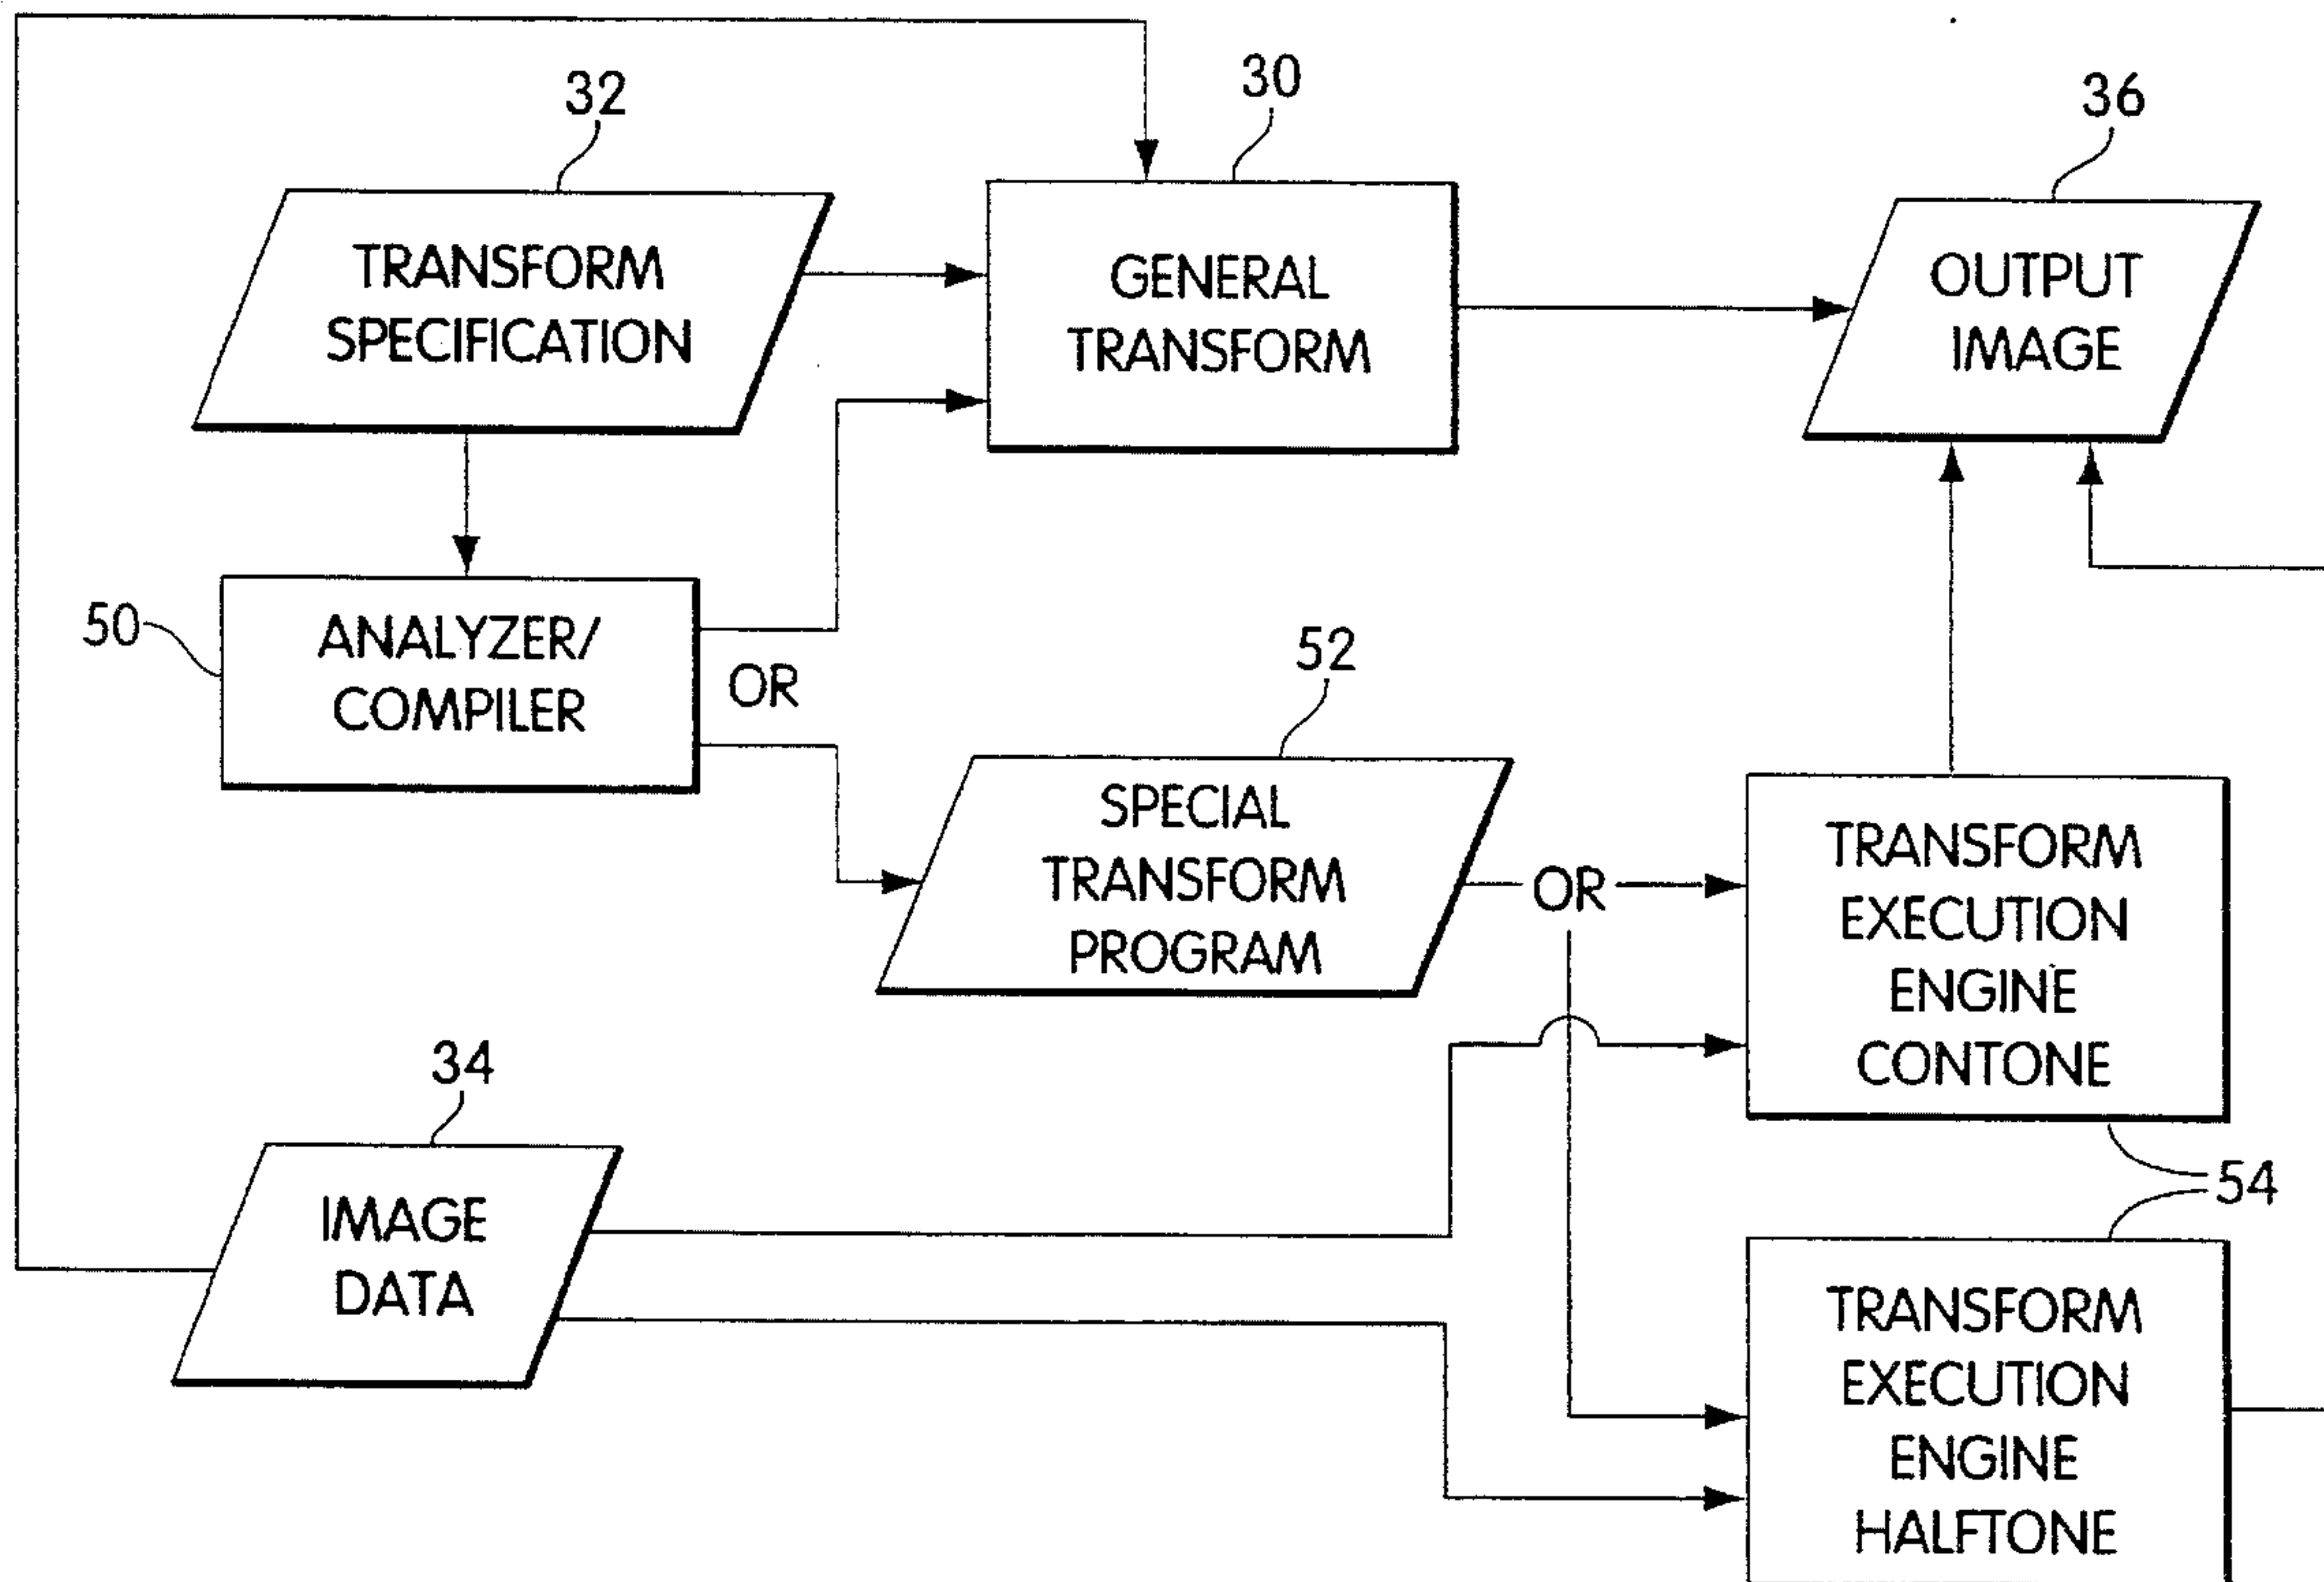 32
30
36
TRANSFORM
SPECIFICATION
GENERAL
TRANSFORM
OUTPUT
IMAGE
50
ANALYZER/
COMPILER
OR
52
SPECIAL
TRANSFORM
PROGRAM
OR
TRANSFORM
EXECUTION
ENGINE
CONTONE
34
IMAGE
DATA
54
TRANSFORM
EXECUTION
ENGINE
HALFTONE